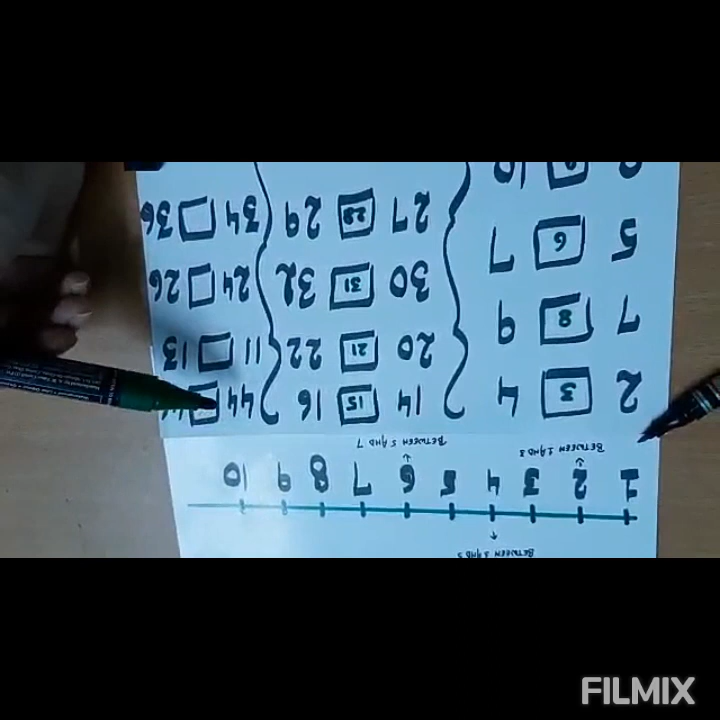 BETWEEN 3 AND 5
1 2 3 4 5 6 7 8 9 10
BETWEEN 1 AND 3 BETWEEN 5 AND 7
2 3 4 14 15 16 44
7 8 9 20 21 22 11 13
5 6 7 30 31 32 24 26
10 27 28 29 34 36
FILMIX